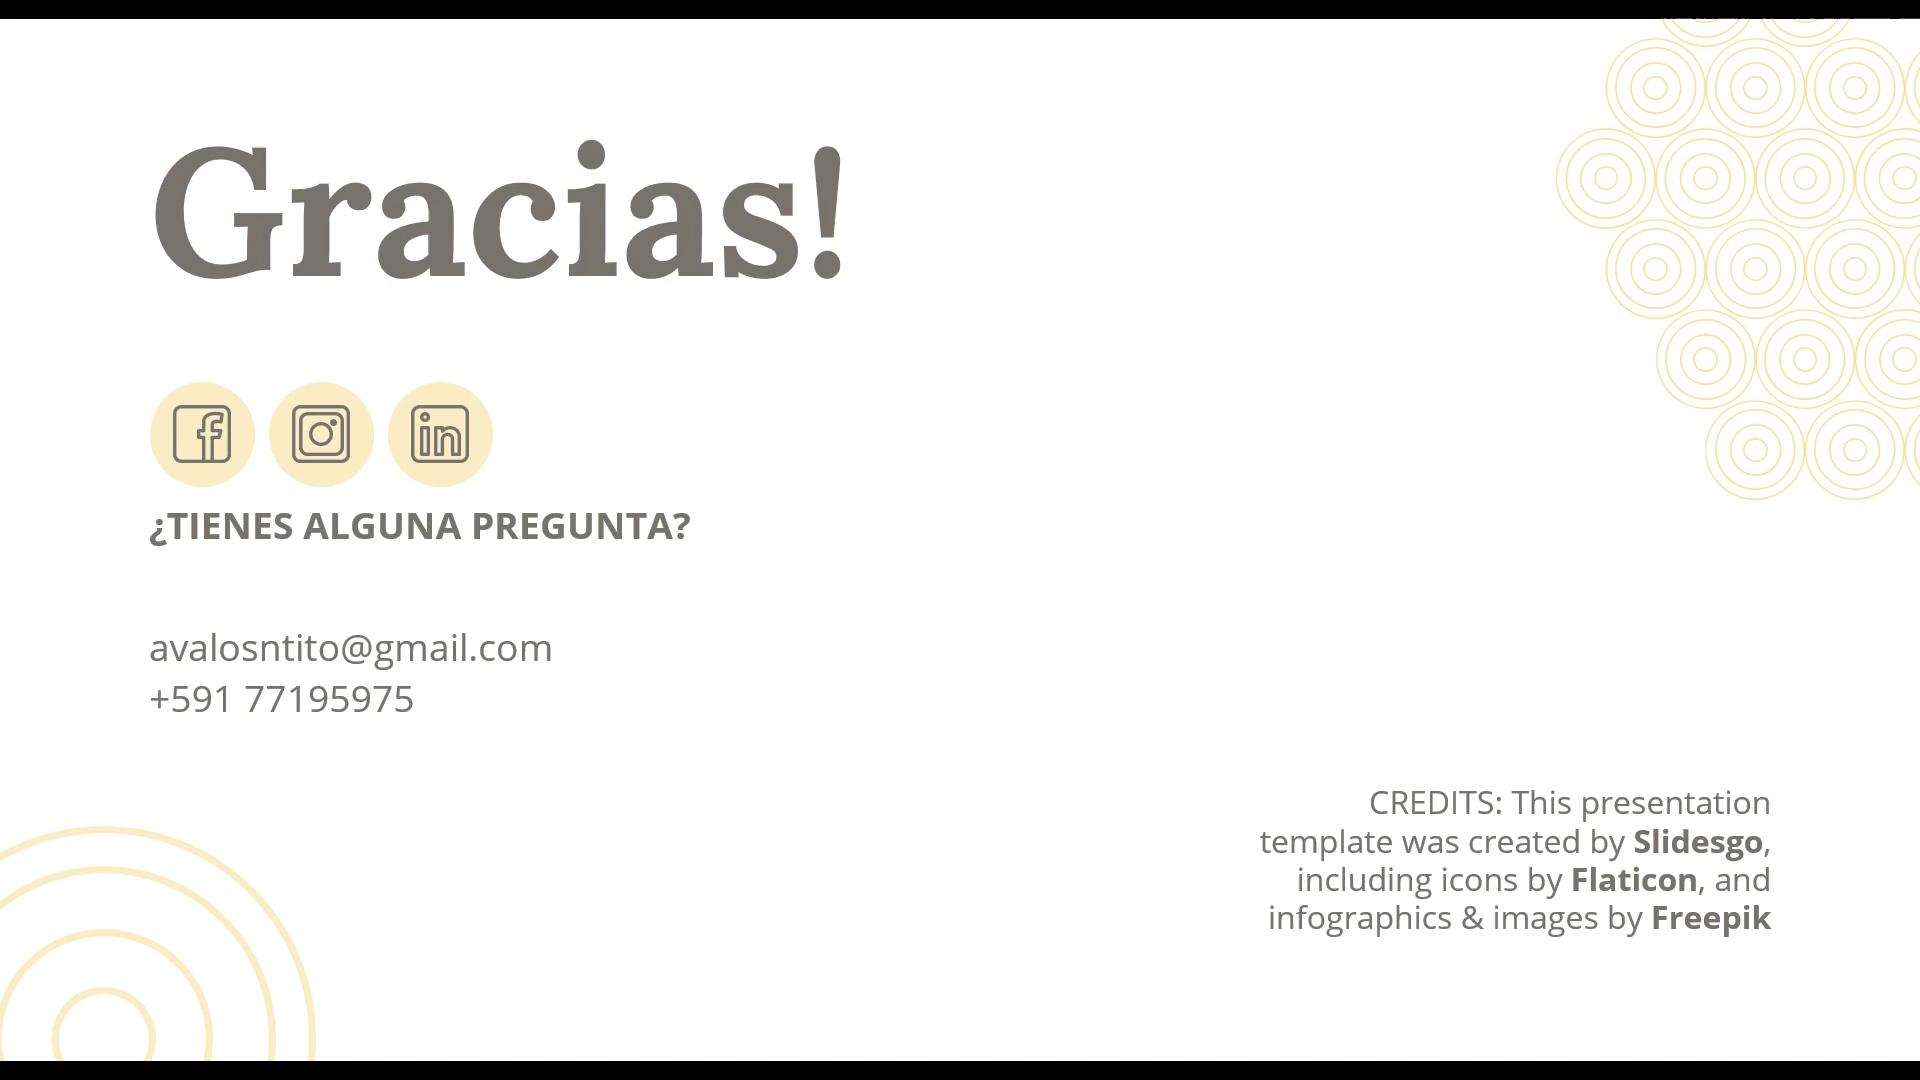 Gracias!
¿TIENES ALGUNA PREGUNTA?
avalosntito@gmail.com
+591 77195975
CREDITS: This presentation
template was created by Slidesgo,
including icons by Flaticon, and
infographics & images by Freepik